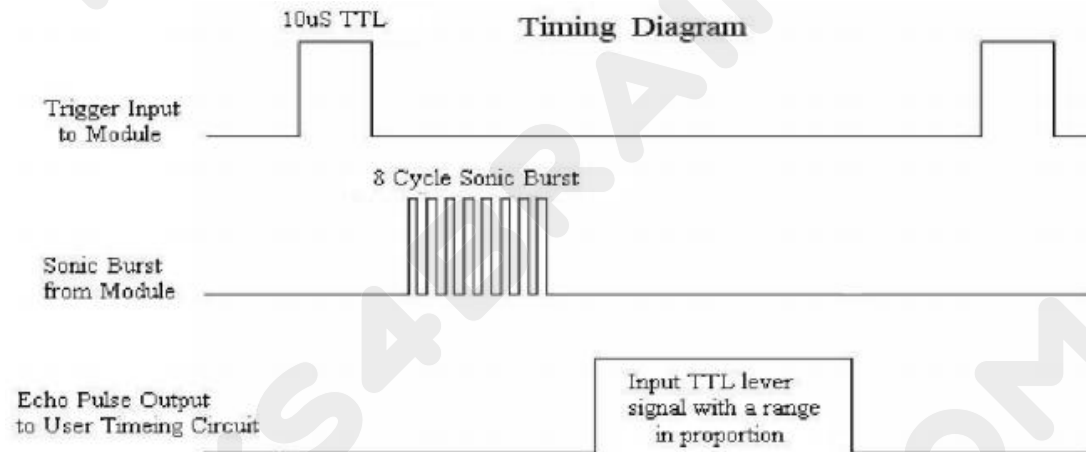 10uS TTL
Timing Diagram
Trigger Input
to Module
8 Cycle Sonic Burst
Sonic Burst
from Module
Echo Pulse Output
to User Timeing Circuit
Input TTL lever
signal with a range
in proportion